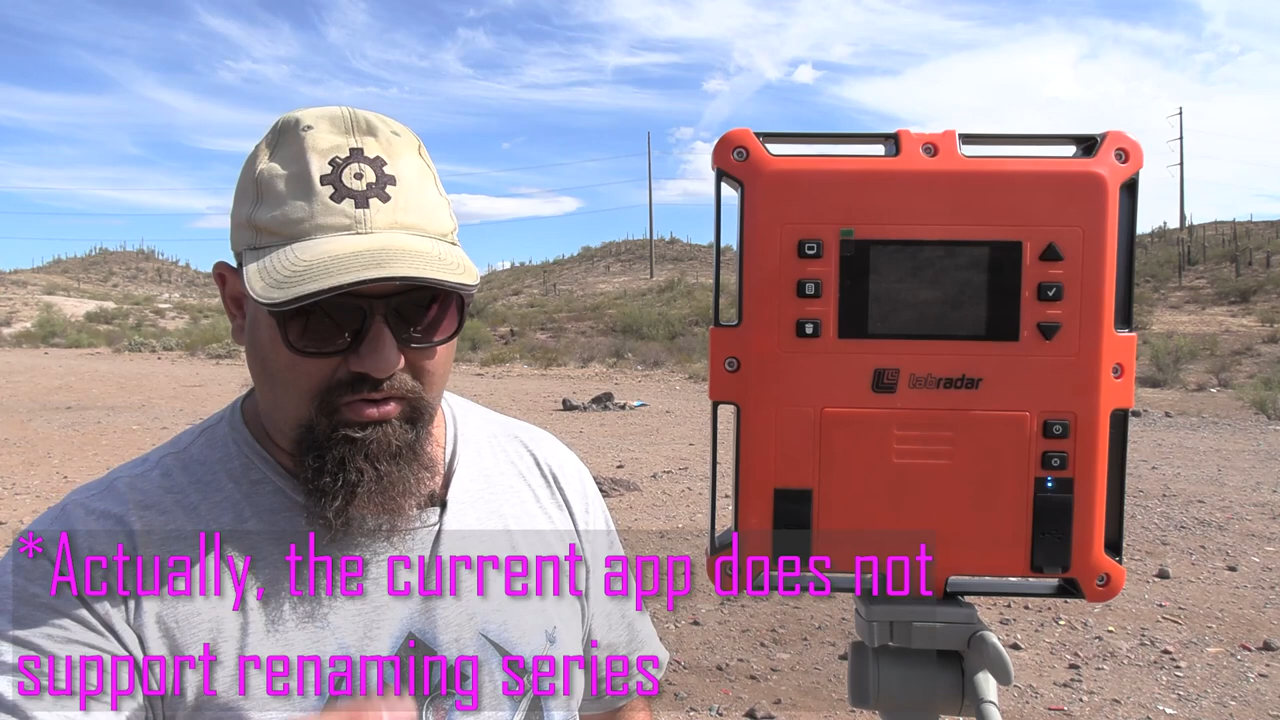 labradar
*Actually, the current app does not
support renaming series